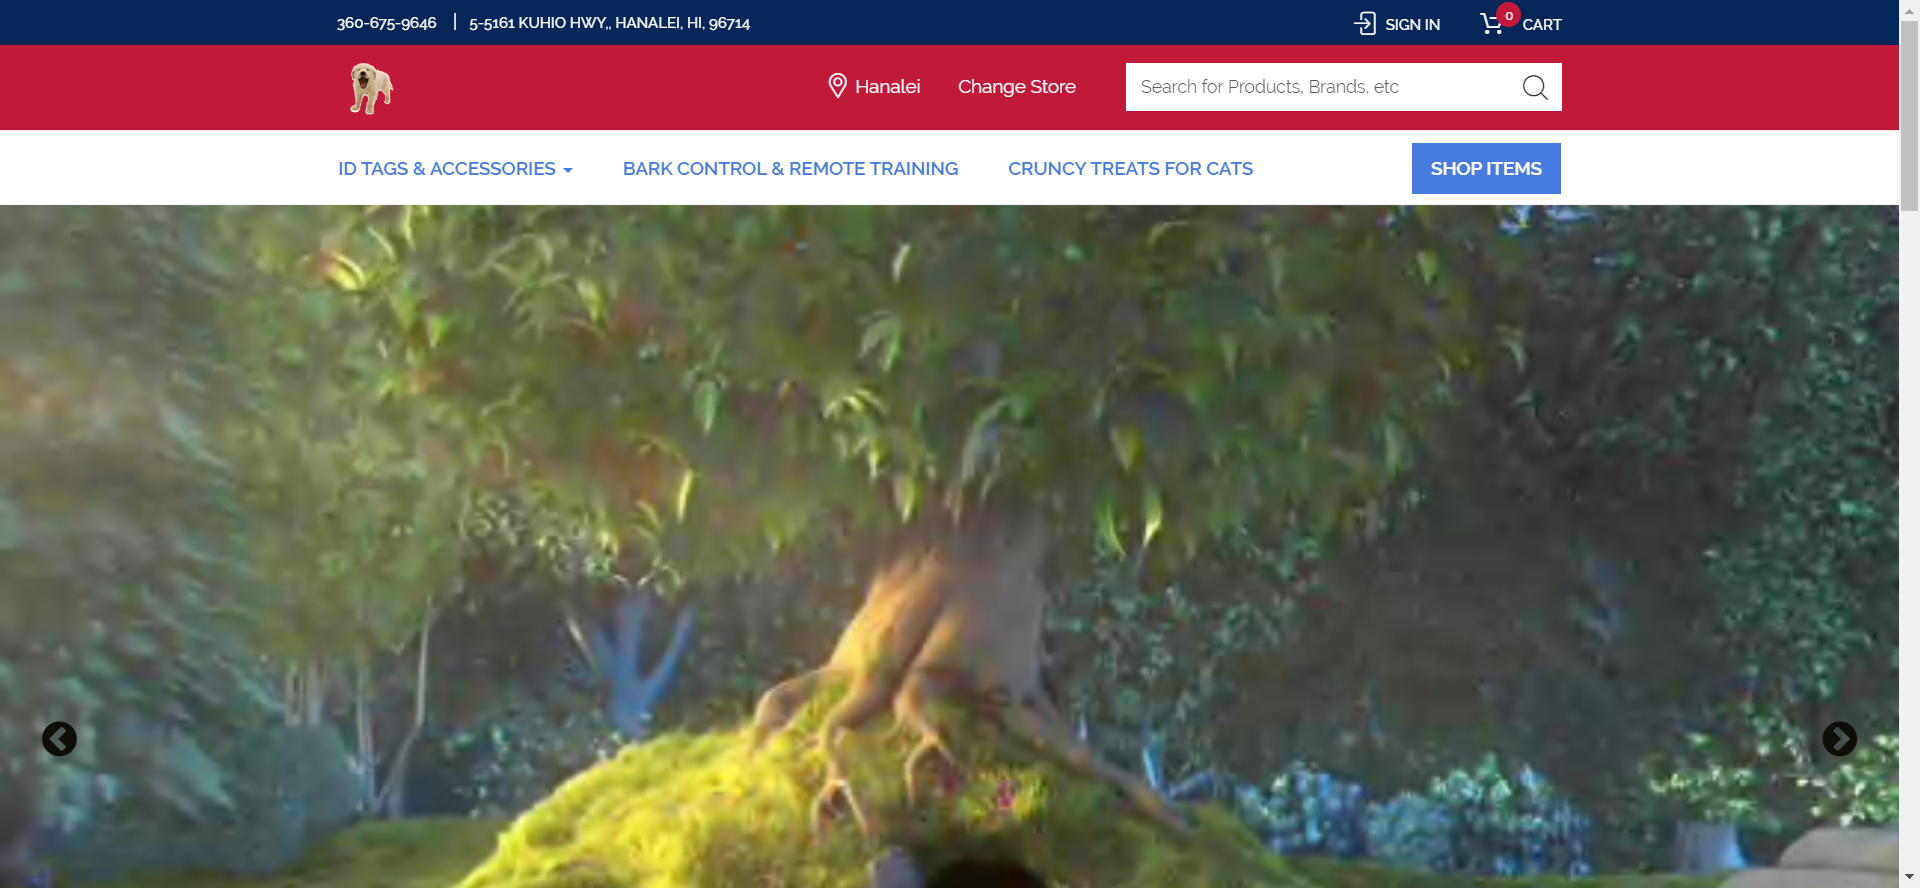 360-675-9646 | 5-5161 KUHIO HWY,, HANALEI, HI, 96714
SIGN IN
0
CART
Hanalei
Change Store
Search for Products, Brands, etc
ID TAGS & ACCESSORIES
BARK CONTROL & REMOTE TRAINING
CRUNCY TREATS FOR CATS
SHOP ITEMS